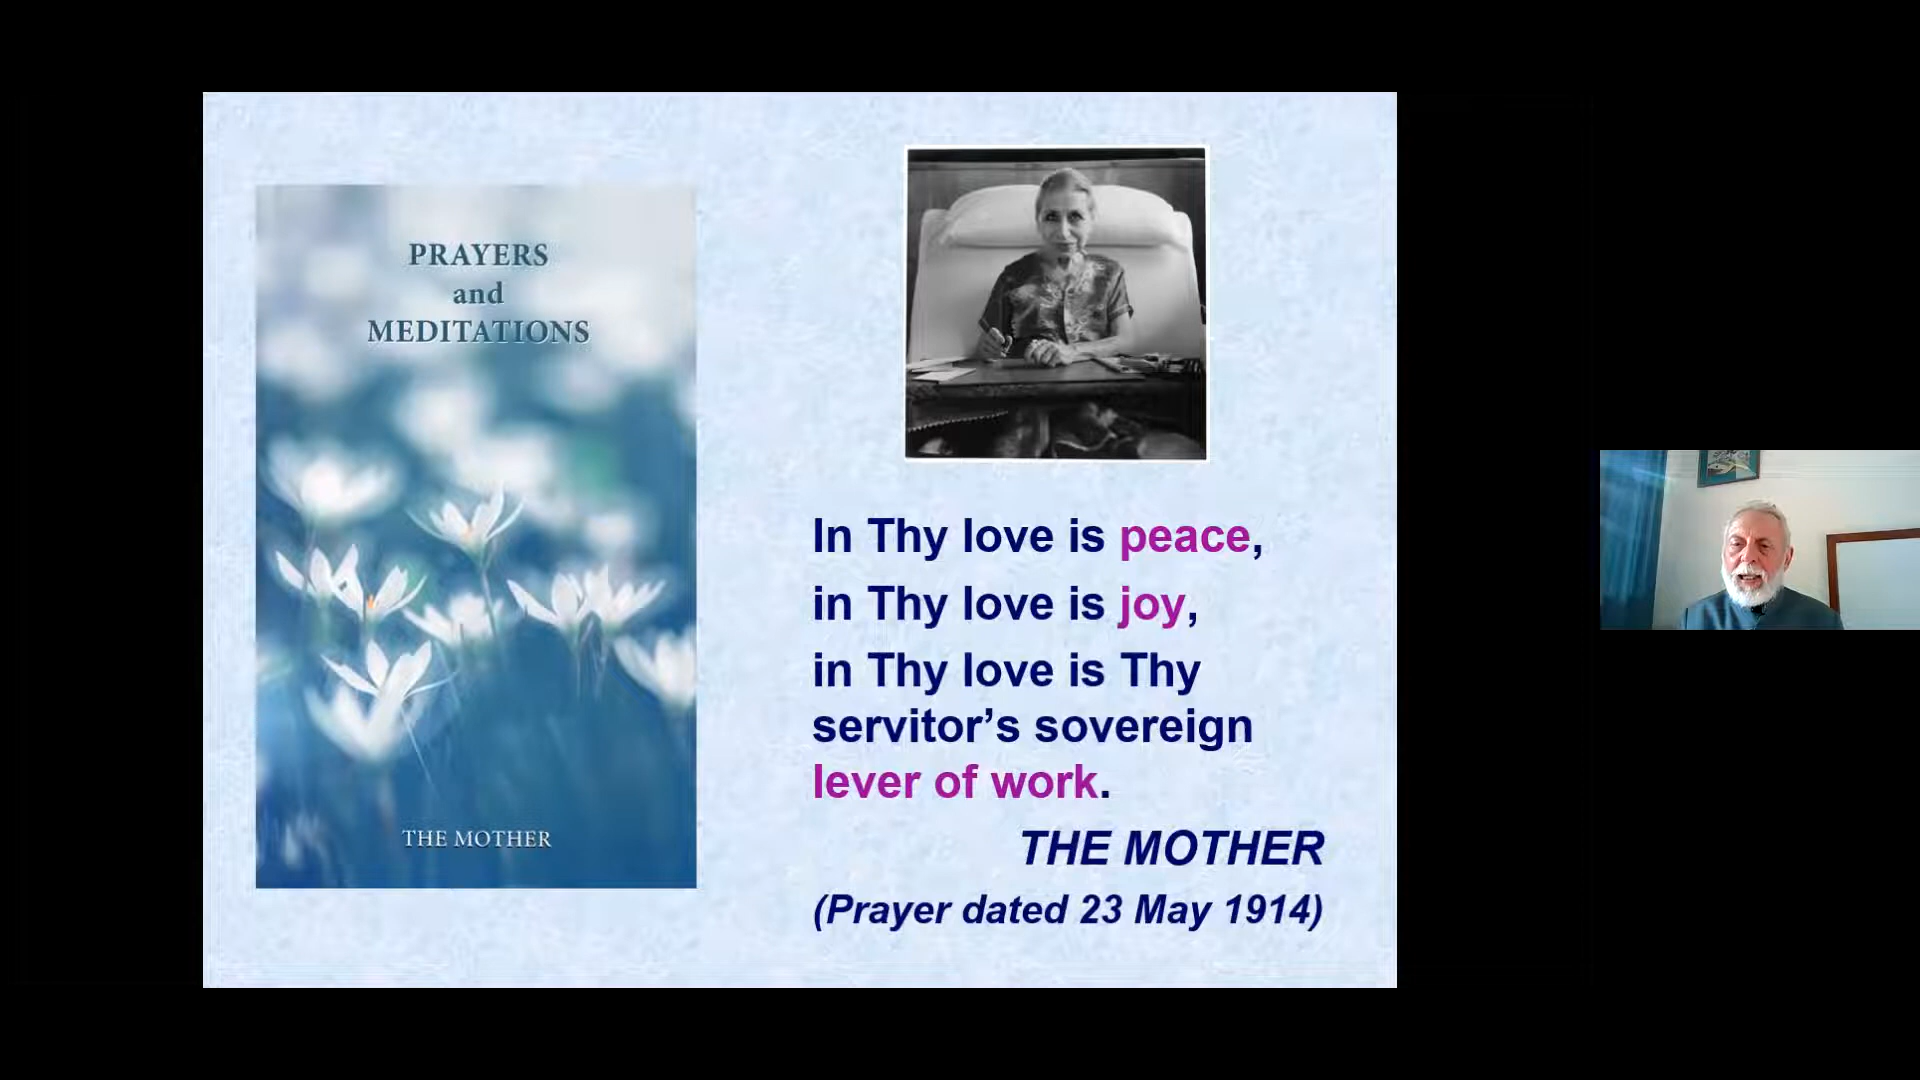 PRAYERS
and
MEDITATIONS
THE MOTHER
In Thy love is peace,
in Thy love is joy,
in Thy love is Thy
servitor’s sovereign
lever of work.
THE MOTHER
(Prayer dated 23 May 1914)